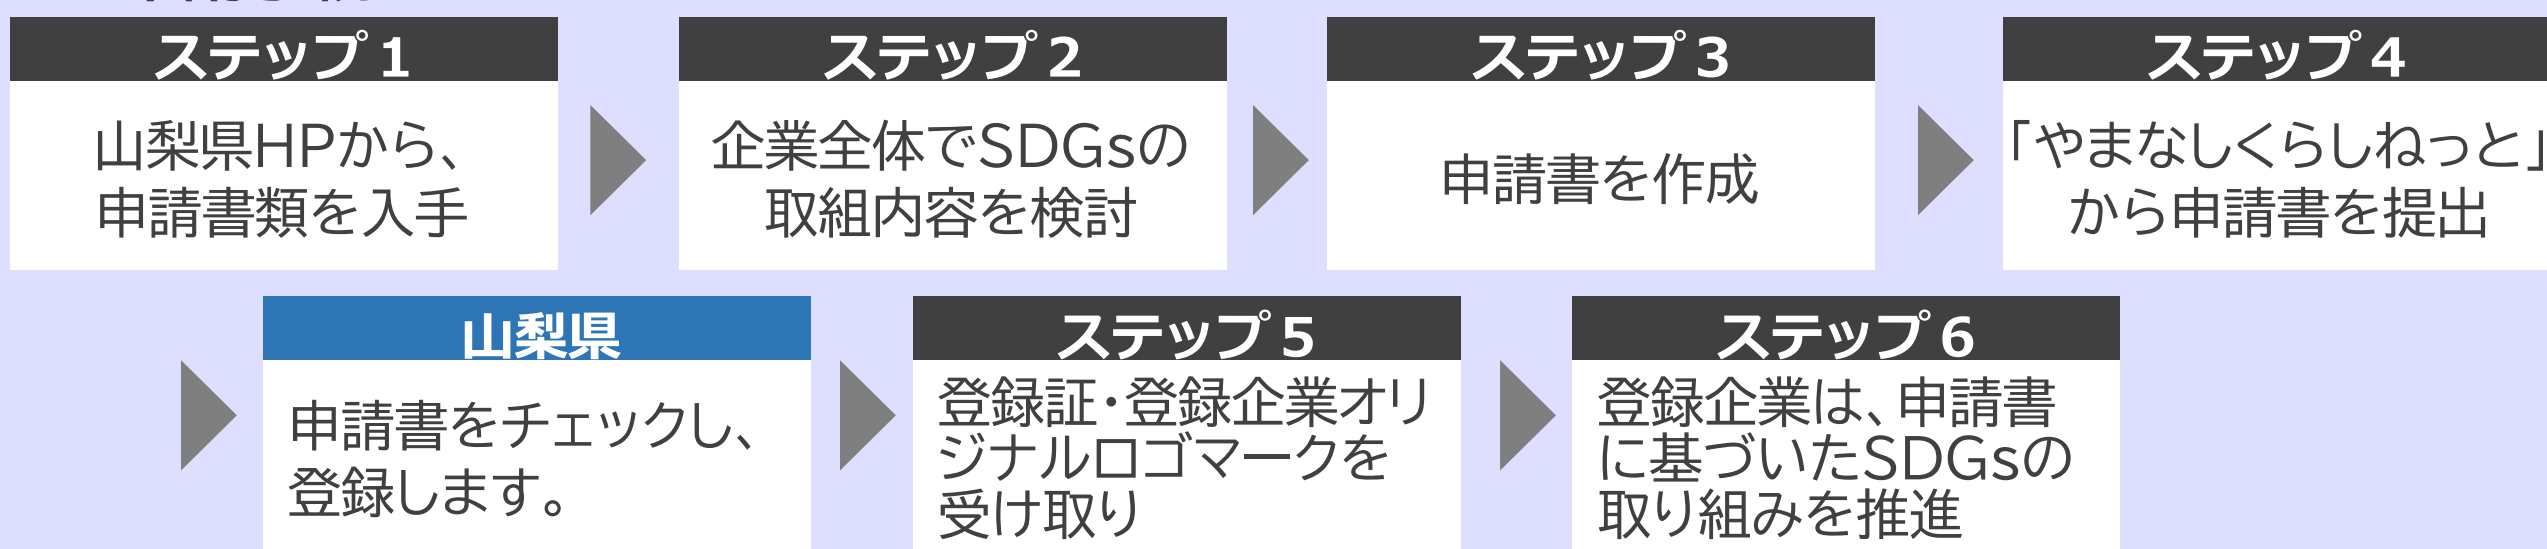 ステップ1
山梨県HPから、
申請書類を入手
ステップ2
企業全体でSDGsの
取組内容を検討
ステップ3
申請書を作成
ステップ4
「やまなしくらしねっと」
から申請書を提出
山梨県
申請書をチェックし、
登録します。
ステップ5
登録証・登録企業オリ
ジナルロゴマークを
受け取り
ステップ6
登録企業は、申請書
に基づいたSDGsの
取り組みを推進